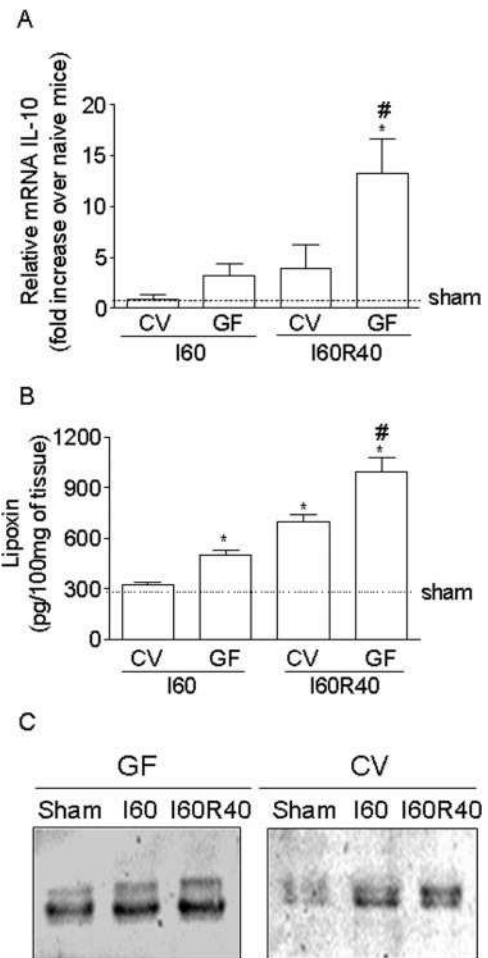 A
Relative mRNA IL-10
(fold increase over naive mice)
20
15
10
5
0
#
*
sham
CV GF CV GF
I60 I60R40
B
Lipoxin
(pg/100mg of tissue)
1200
900
600
300
0
#
* * *
sham
CV GF CV GF
I60 I60R40
C
GF CV
Sham I60 I60R40 Sham I60 I60R40